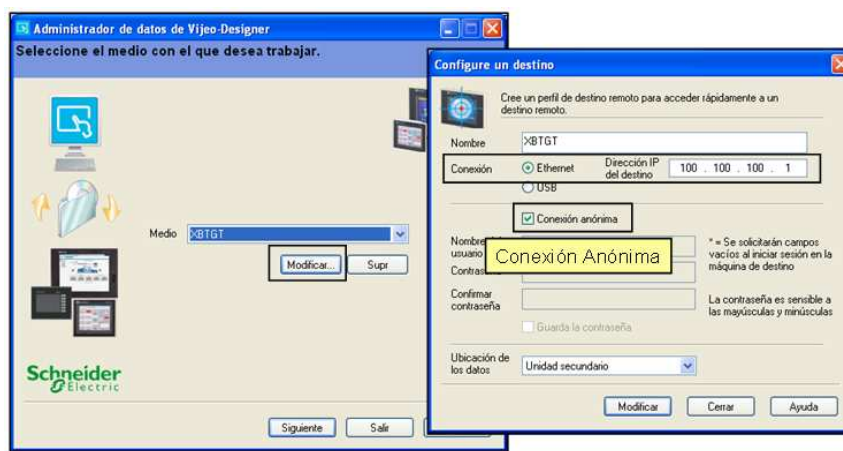 Administrador de datos de Vijeo-Designer
Seleccione el medio con el que desea trabajar.
Medio
XBTGT
Modificar...
Supr
Schneider
Electric
Siguiente
Salir
Configure un destino
Cree un perfil de destino remoto para acceder rápidamente a un
destino remoto.
Nombre
XBTGT
Conexión
Ethernet
Dirección IP
del destino
100 . 100 . 100 . 1
USB
Conexión anónima
Nombre
usuario
Conexión Anónima
* = Se solicitarán campos
vacíos al iniciar sesión en la
máquina de destino
Confirmar
contraseña
La contraseña es sensible a
las mayúsculas y minúsculas
Guarda la contraseña
Ubicación de
los datos
Unidad secundario
Modificar
Cerrar
Ayuda